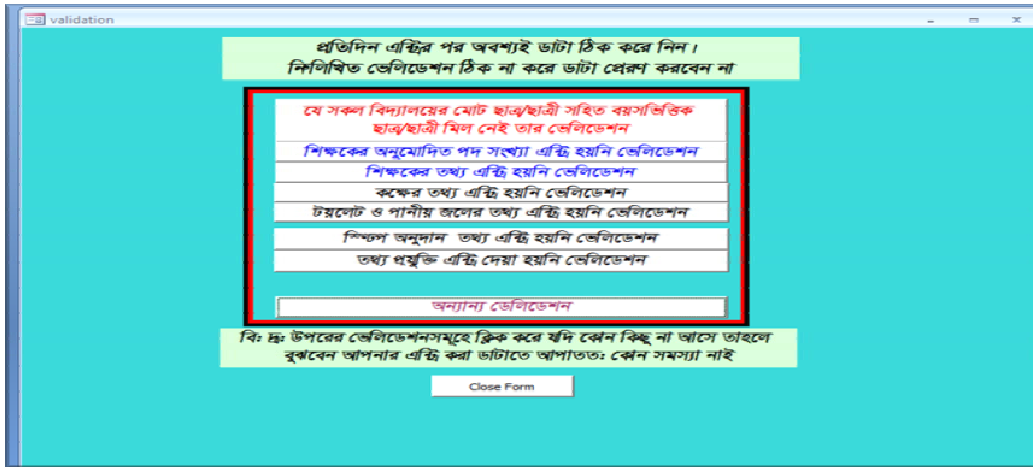 validation
প্রতিদিন এন্ট্রির পর অবশ্যই ডাটা ঠিক করে নিন।
নিলিখিত ভেলিডেশন ঠিক না করে ডাটা প্রেরণ করবেন না
যে সকল বিদ্যালয়ের মোট ছাত্র/ছাত্রী সহিত বয়সভিত্তিক
ছাত্র/ছাত্রী মিল নেই তার ভেলিডেশন
শিক্ষকের অনুমোদিত পদ সংখ্যা এন্ট্রি হয়নি ভেলিডেশন
শিক্ষকের তথ্য এন্ট্রি হয়নি ভেলিডেশন
কক্ষের তথ্য এন্ট্রি হয়নি ভেলিডেশন
টয়লেট ও পানীয় জলের তথ্য এন্ট্রি হয়নি ভেলিডেশন
অনুদান তথ্য এন্ট্রি হয়নি ভেলিডেশন
তথ্য প্রযুক্তি এন্ট্রি দেয়া হয়নি ভেলিডেশন
অন্যান্য ভেলিডেশন
বিঃ দ্রঃ উপরের ভেলিডেশনসমূহে ক্লিক করে যদি কোন কিছু না আসে তাহলে
বুঝবেন আপনার এন্ট্রি করা ডাটাতে আপাততঃ কোন সমস্যা নাই
Close Form